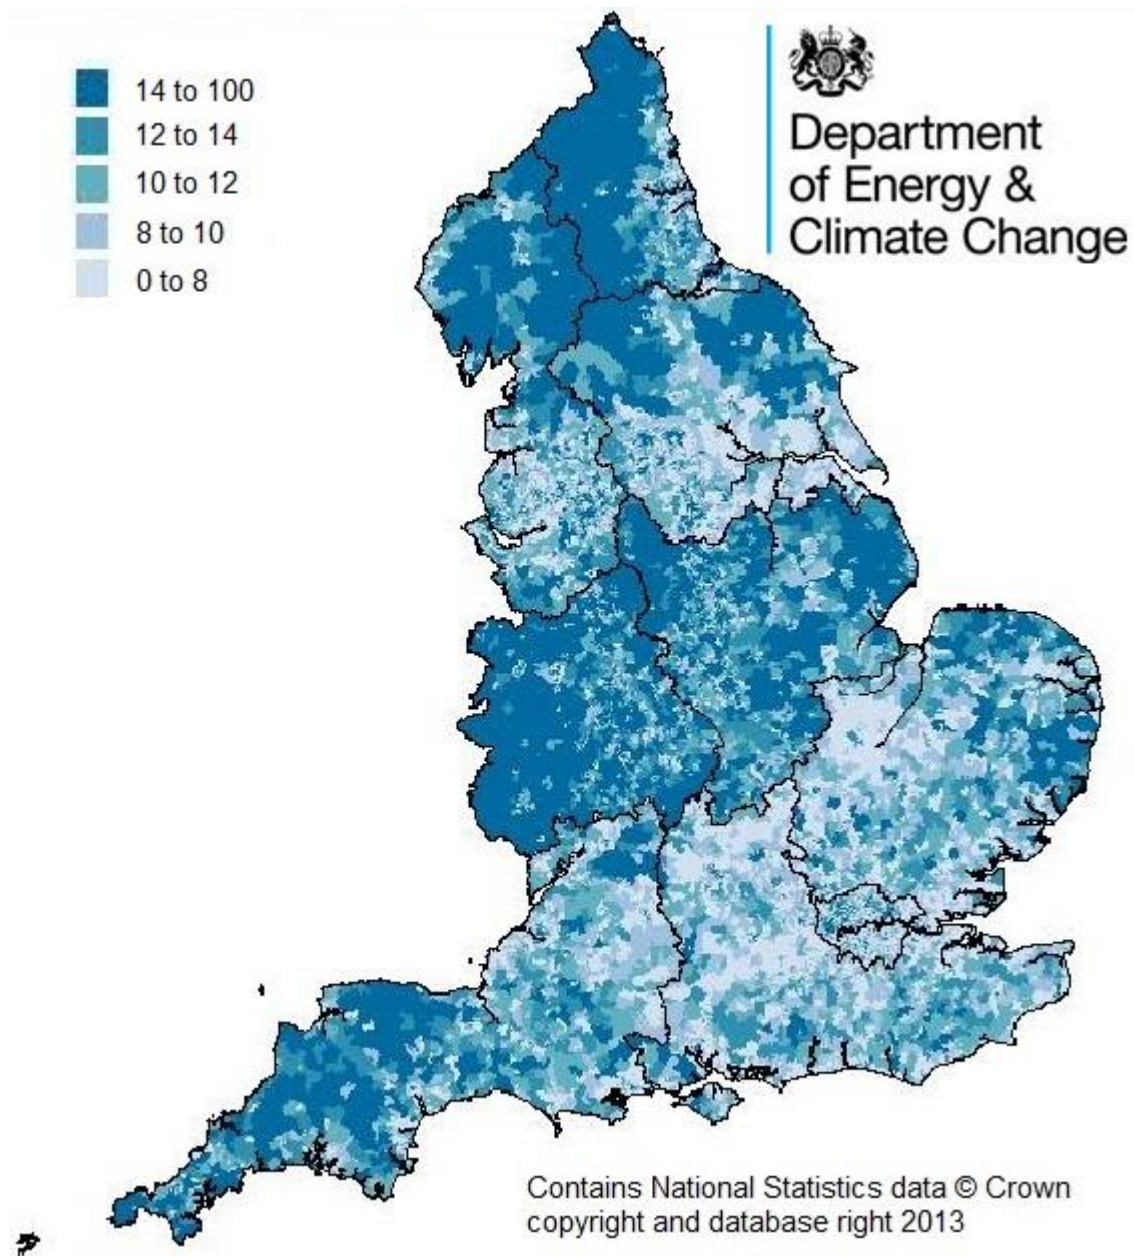 14 to 100
12 to 14
10 to 12
8 to 10
0 to 8
Department
of Energy &
Climate Change
Contains National Statistics data © Crown
copyright and database right 2013